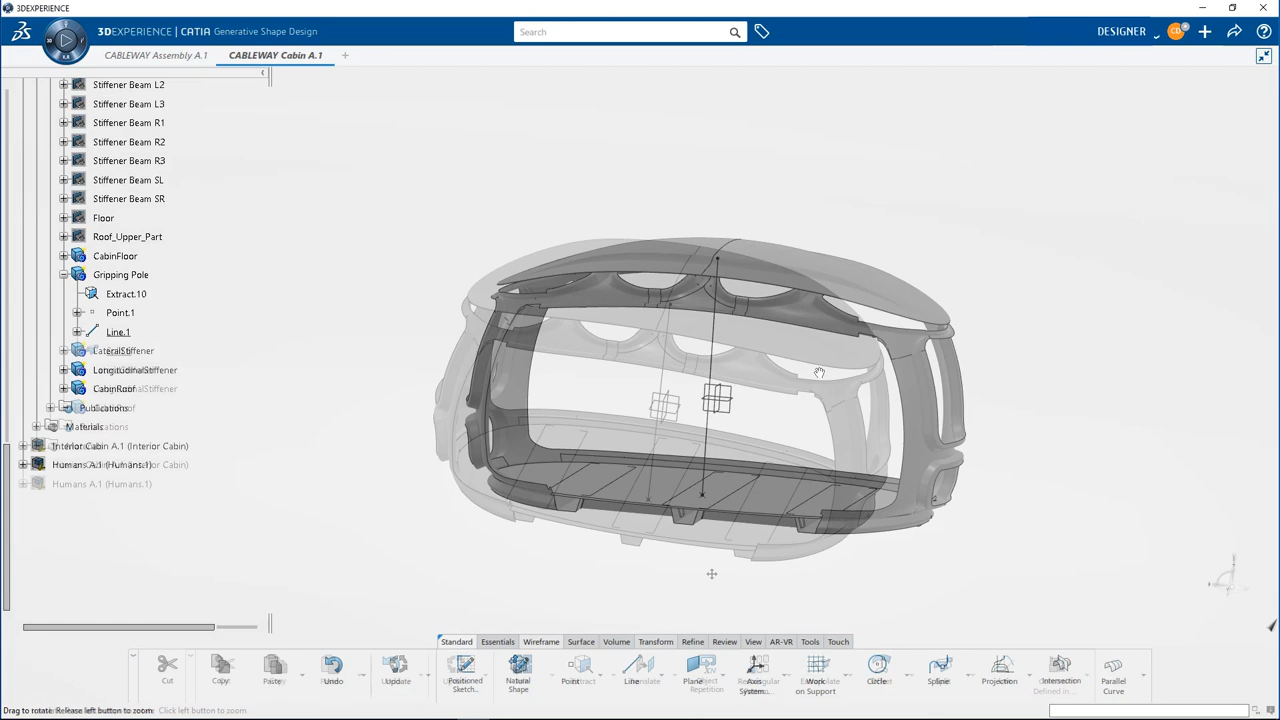 3DEXPERIENCE
3DEXPERIENCE | CATIA Generative Shape Design
Search
DESIGNER
CABLEWAY Assembly A.1
CABLEWAY Cabin A.1
Stiffener Beam L2
Stiffener Beam L3
Stiffener Beam R1
Stiffener Beam R2
Stiffener Beam R3
Stiffener Beam SL
Stiffener Beam SR
Floor
Roof_Upper_Part
CabinFloor
Gripping Pole
Extract.10
Point.1
Line.1
LateralStiffener
LongitudinalStiffener
CabinRoof
Publications
Materials
Interior Cabin A.1 (Interior Cabin)
Humans A.1 (Humans.1)
Humans A.1 (Humans.1)
Standard Essentials Wireframe Surface Volume Transform Refine Review View AR-VR Tools Touch
Cut
Copy
Paste
Undo
Update
Positioned Sketch...
Natural Shape
Point
Line
Plane
Axis System...
Work on Support
Circle
Spline
Projection
Intersection
Parallel Curve
Drag to rotate. Release left button to zoom. Click left button to zoom